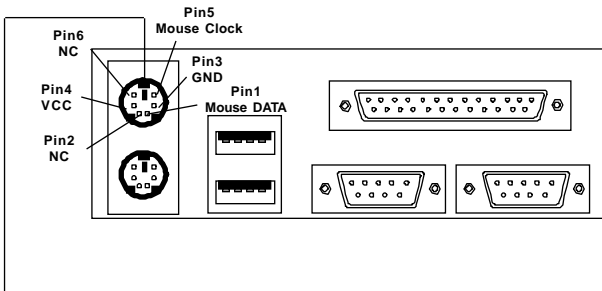 Pin5
Mouse Clock
Pin6
NC
Pin3
GND
Pin4
VCC
Pin1
Mouse DATA
Pin2
NC